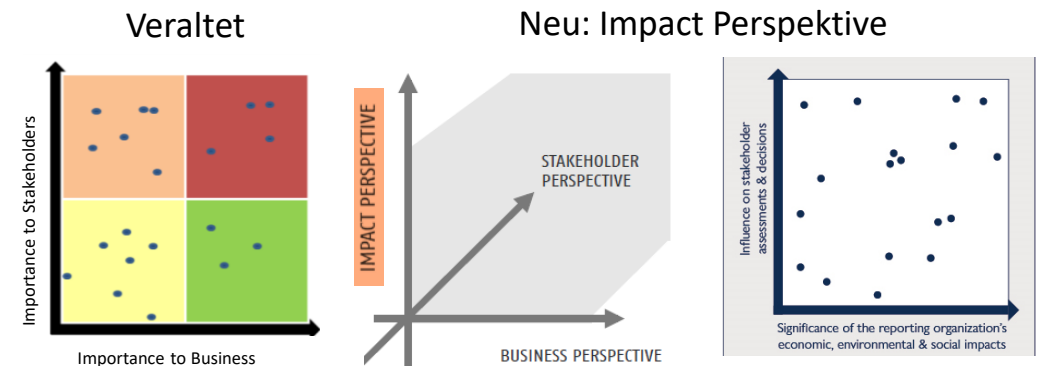 Veraltet
Neu: Impact Perspektive
Importance to Stakeholders
Importance to Business
IMPACT PERSPECTIVE
STAKEHOLDER
PERSPECTIVE
BUSINESS PERSPECTIVE
Influence on stakeholder
assessments & decisions
Significance of the reporting organization's
economic, environmental & social impacts